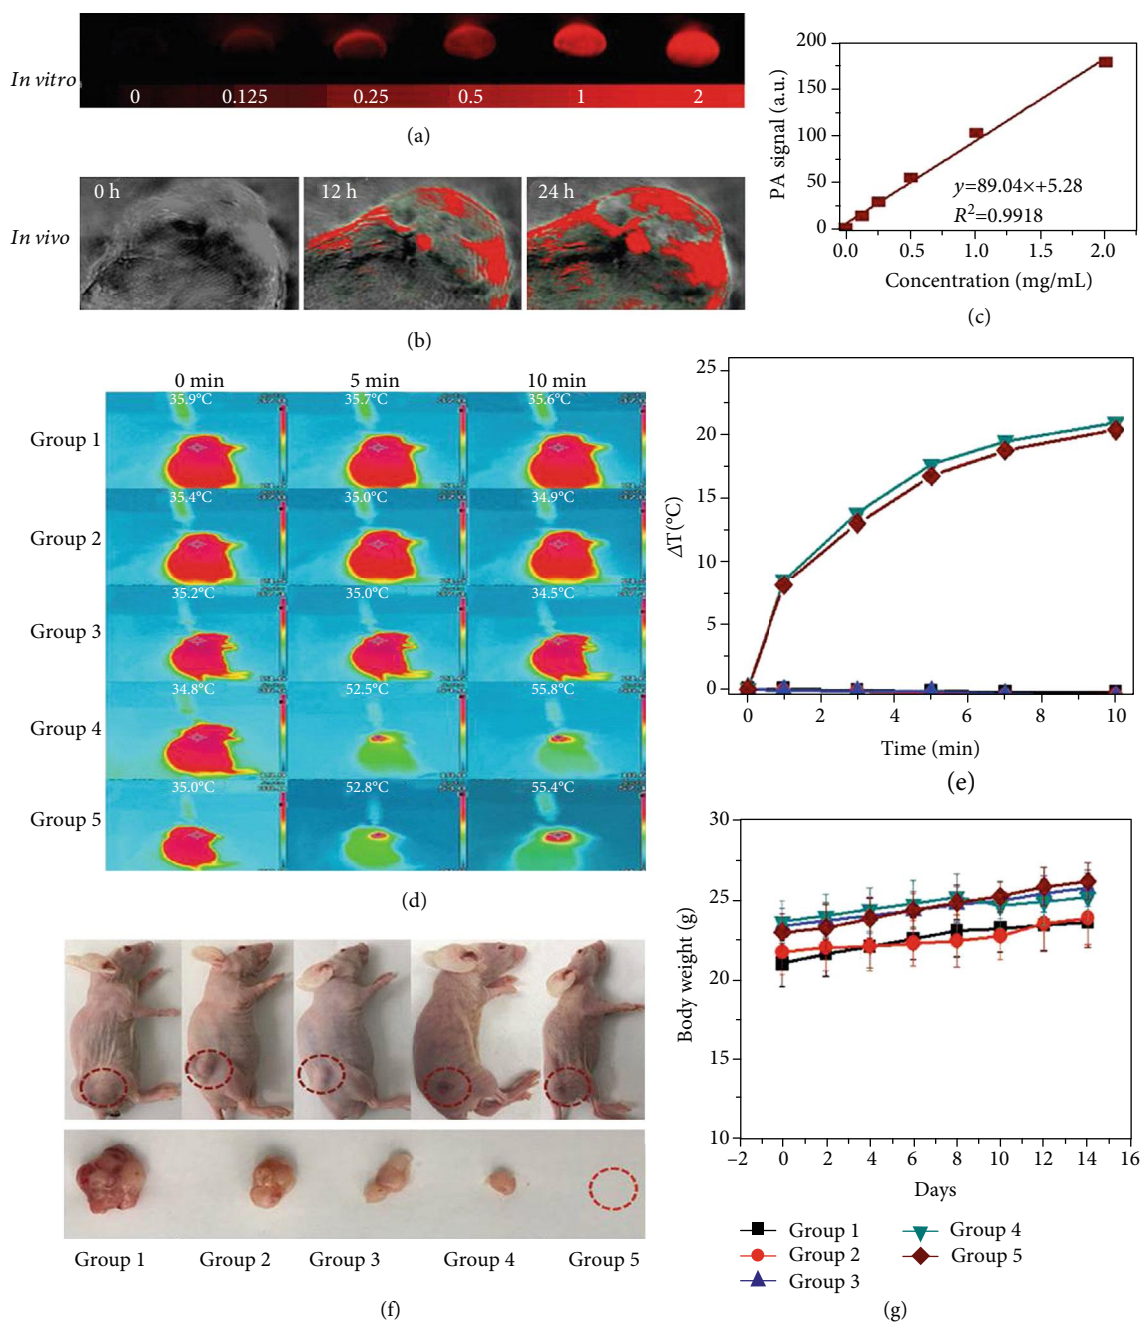 In vitro
0 0.125 0.25 0.5 1 2
(a)
In vivo
0 h 12 h 24 h
(b)
PA signal (a.u.)
200
150
100
50
0
y=89.04×+5.28
R²=0.9918
0.0 0.5 1.0 1.5 2.0
Concentration (mg/mL)
(c)
0 min 5 min 10 min
Group 1
35.9°C 35.7°C 35.6°C
Group 2
35.4°C 35.0°C 34.9°C
Group 3
35.2°C 35.0°C 34.5°C
Group 4
34.8°C 52.5°C 55.8°C
Group 5
35.0°C 52.8°C 55.4°C
(d)
ΔT (°C)
25
20
15
10
5
0
0 2 4 6 8 10
Time (min)
(e)
Group 1 Group 2 Group 3 Group 4 Group 5
(f)
Body weight (g)
30
25
20
15
10
−2 0 2 4 6 8 10 12 14 16
Days
Group 1
Group 2
Group 3
Group 4
Group 5
(g)